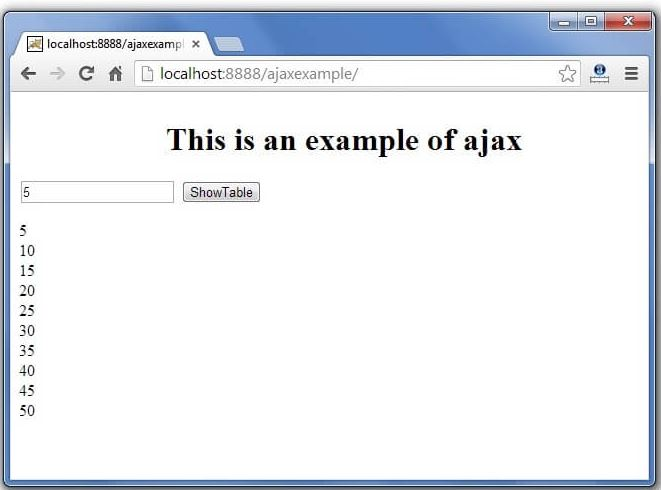 localhost:8888/ajaxexampl
localhost:8888/ajaxexample/
This is an example of ajax
5 ShowTable
5
10
15
20
25
30
35
40
45
50